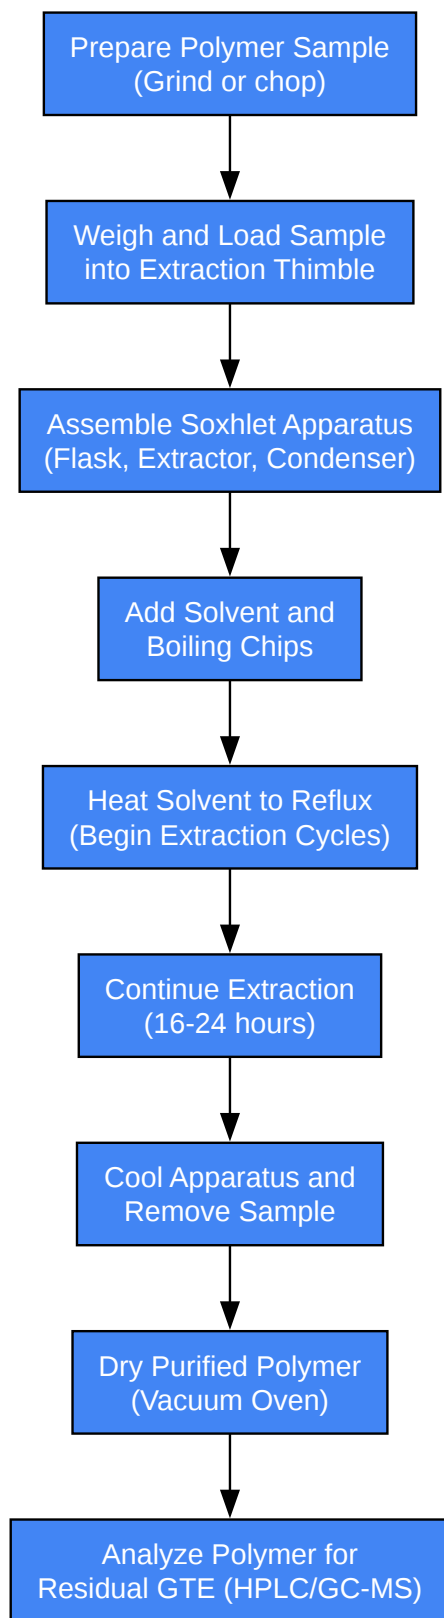 Prepare Polymer Sample
(Grind or chop)
Weigh and Load Sample
into Extraction Thimble
Assemble Soxhlet Apparatus
(Flask, Extractor, Condenser)
Add Solvent and
Boiling Chips
Heat Solvent to Reflux
(Begin Extraction Cycles)
Continue Extraction
(16-24 hours)
Cool Apparatus and
Remove Sample
Dry Purified Polymer
(Vacuum Oven)
Analyze Polymer for
Residual GTE (HPLC/GC-MS)